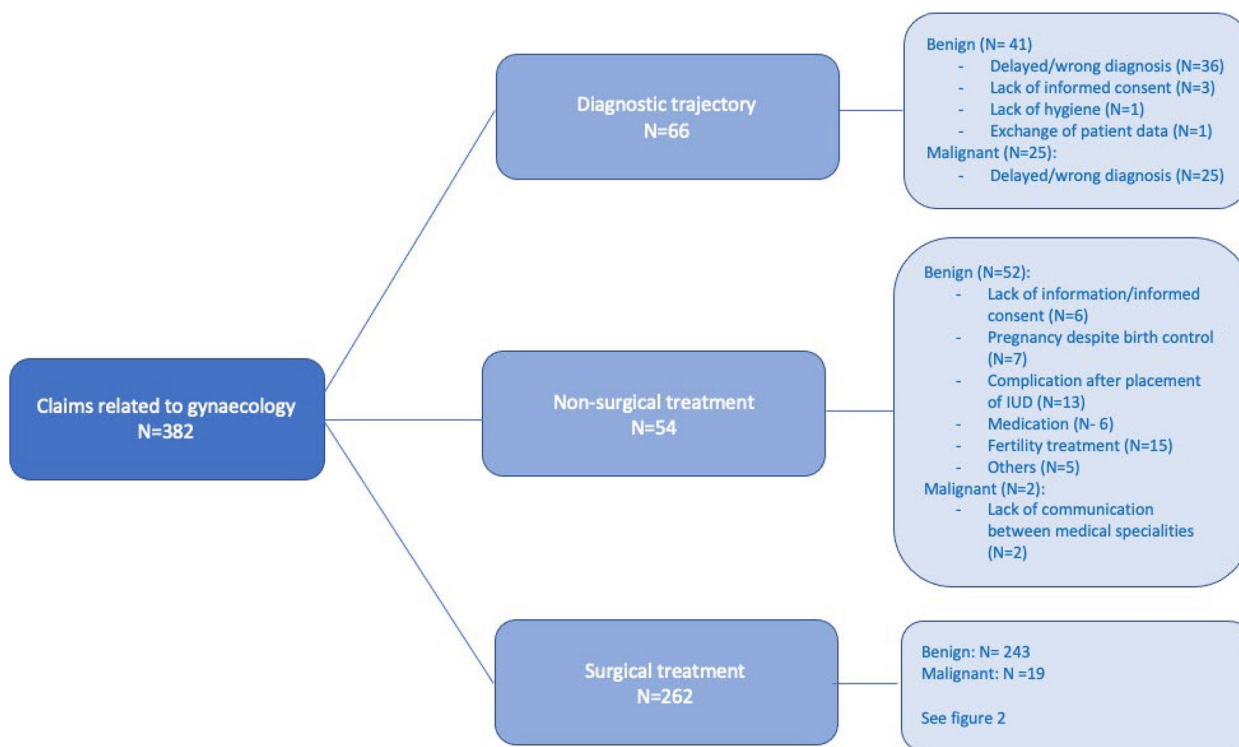 Claims related to gynaecology
N=382
Diagnostic trajectory
N=66
Benign (N= 41)
- Delayed/wrong diagnosis (N=36)
- Lack of informed consent (N=3)
- Lack of hygiene (N=1)
- Exchange of patient data (N=1)
Malignant (N=25):
- Delayed/wrong diagnosis (N=25)
Non-surgical treatment
N=54
Benign (N=52):
- Lack of information/informed
consent (N=6)
- Pregnancy despite birth control
(N=7)
- Complication after placement
of IUD (N=13)
- Medication (N- 6)
- Fertility treatment (N=15)
- Others (N=5)
Malignant (N=2):
- Lack of communication
between medical specialities
(N=2)
Surgical treatment
N=262
Benign: N= 243
Malignant: N =19
See figure 2